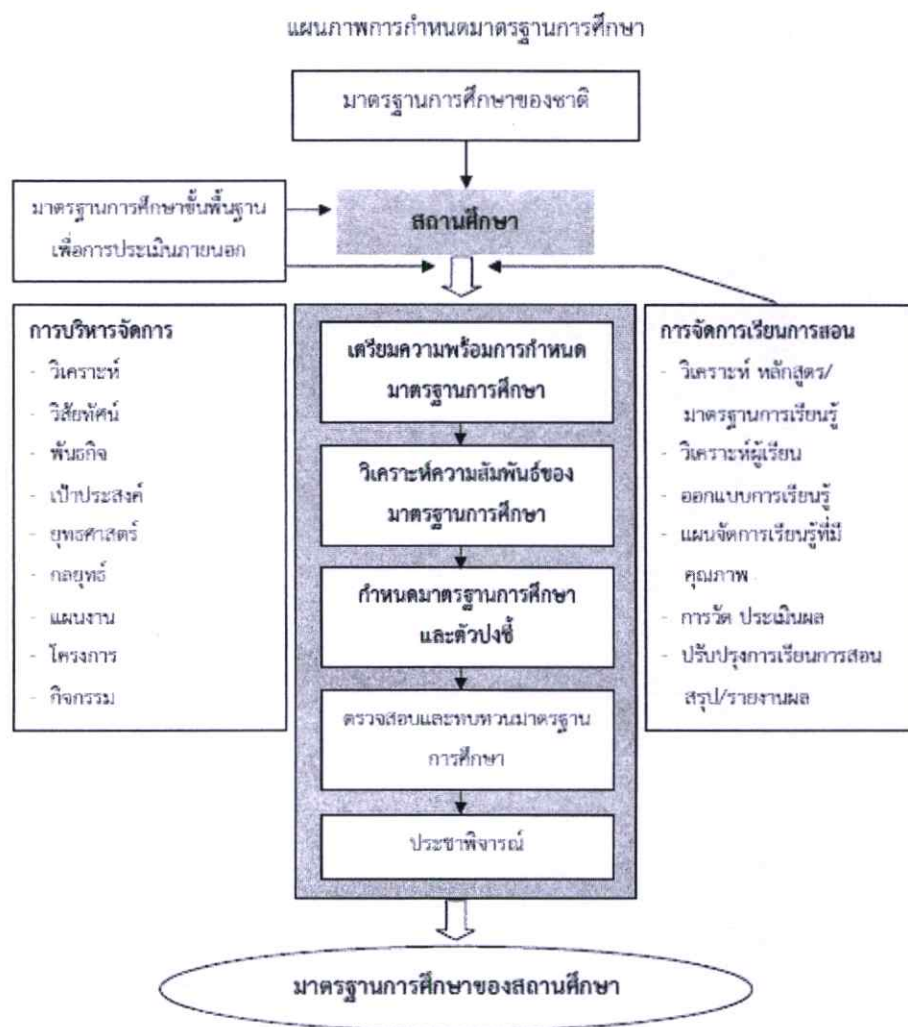 แผนภาพการกำหนดมาตรฐานการศึกษา
มาตรฐานการศึกษาของชาติ
มาตรฐานการศึกษาขั้นพื้นฐาน
เพื่อการประเมินภายนอก
สถานศึกษา
การบริหารจัดการ
- วิเคราะห์
- วิสัยทัศน์
- พันธกิจ
- เป้าประสงค์
- ยุทธศาสตร์
- กลยุทธ์
- แผนงาน
- โครงการ
- กิจกรรม
เตรียมความพร้อมการกำหนด
มาตรฐานการศึกษา
วิเคราะห์ความสัมพันธ์ของ
มาตรฐานการศึกษา
กำหนดมาตรฐานการศึกษา
และตัวบ่งชี้
ตรวจสอบและทบทวนมาตรฐาน
การศึกษา
ประชาพิจารณ์
การจัดการเรียนการสอน
- วิเคราะห์ หลักสูตร/
มาตรฐานการเรียนรู้
- วิเคราะห์ผู้เรียน
- ออกแบบการเรียนรู้
- แผนจัดการเรียนรู้ที่มี
คุณภาพ
- การวัด ประเมินผล
- ปรับปรุงการเรียนการสอน
สรุป/รายงานผล
มาตรฐานการศึกษาของสถานศึกษา